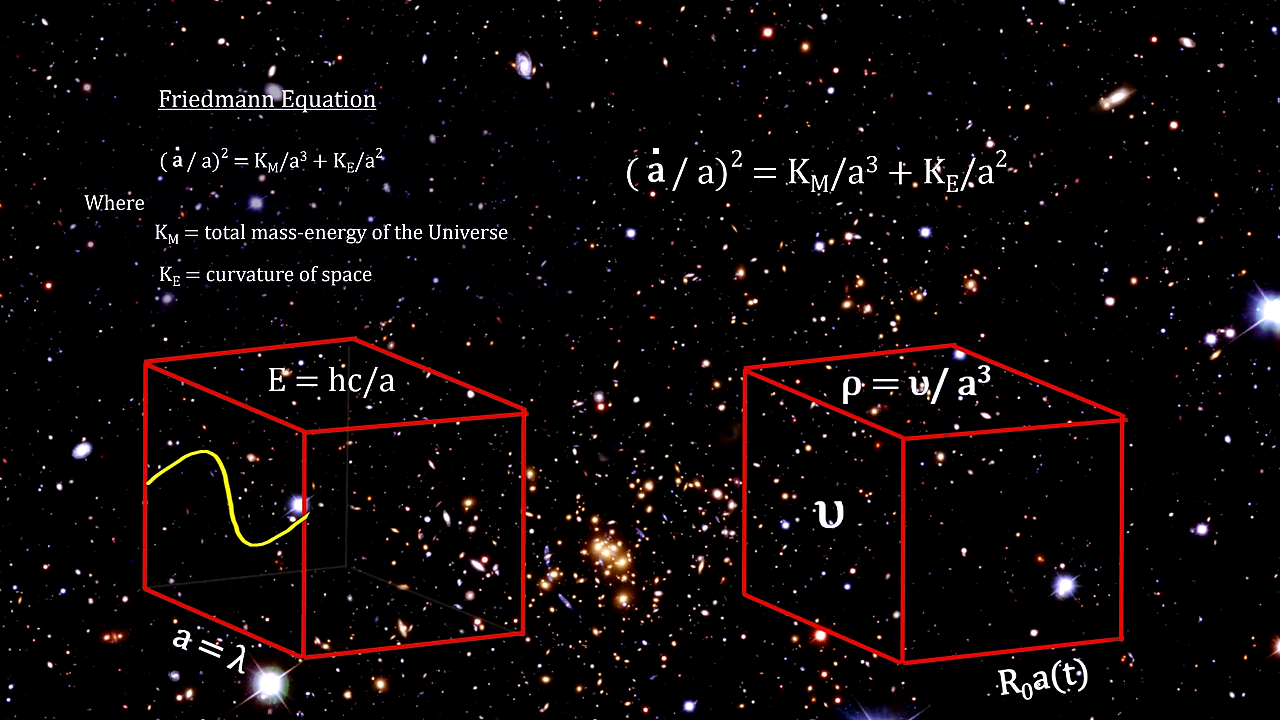 Friedmann Equation
(ȧ / a)² = K_M/a³ + K_E/a²
Where
K_M = total mass-energy of the Universe
K_E = curvature of space
(ȧ / a)² = K_M/a³ + K_E/a²
E = hc/a
a = λ
ρ = υ/ a³
υ
R₀a(t)